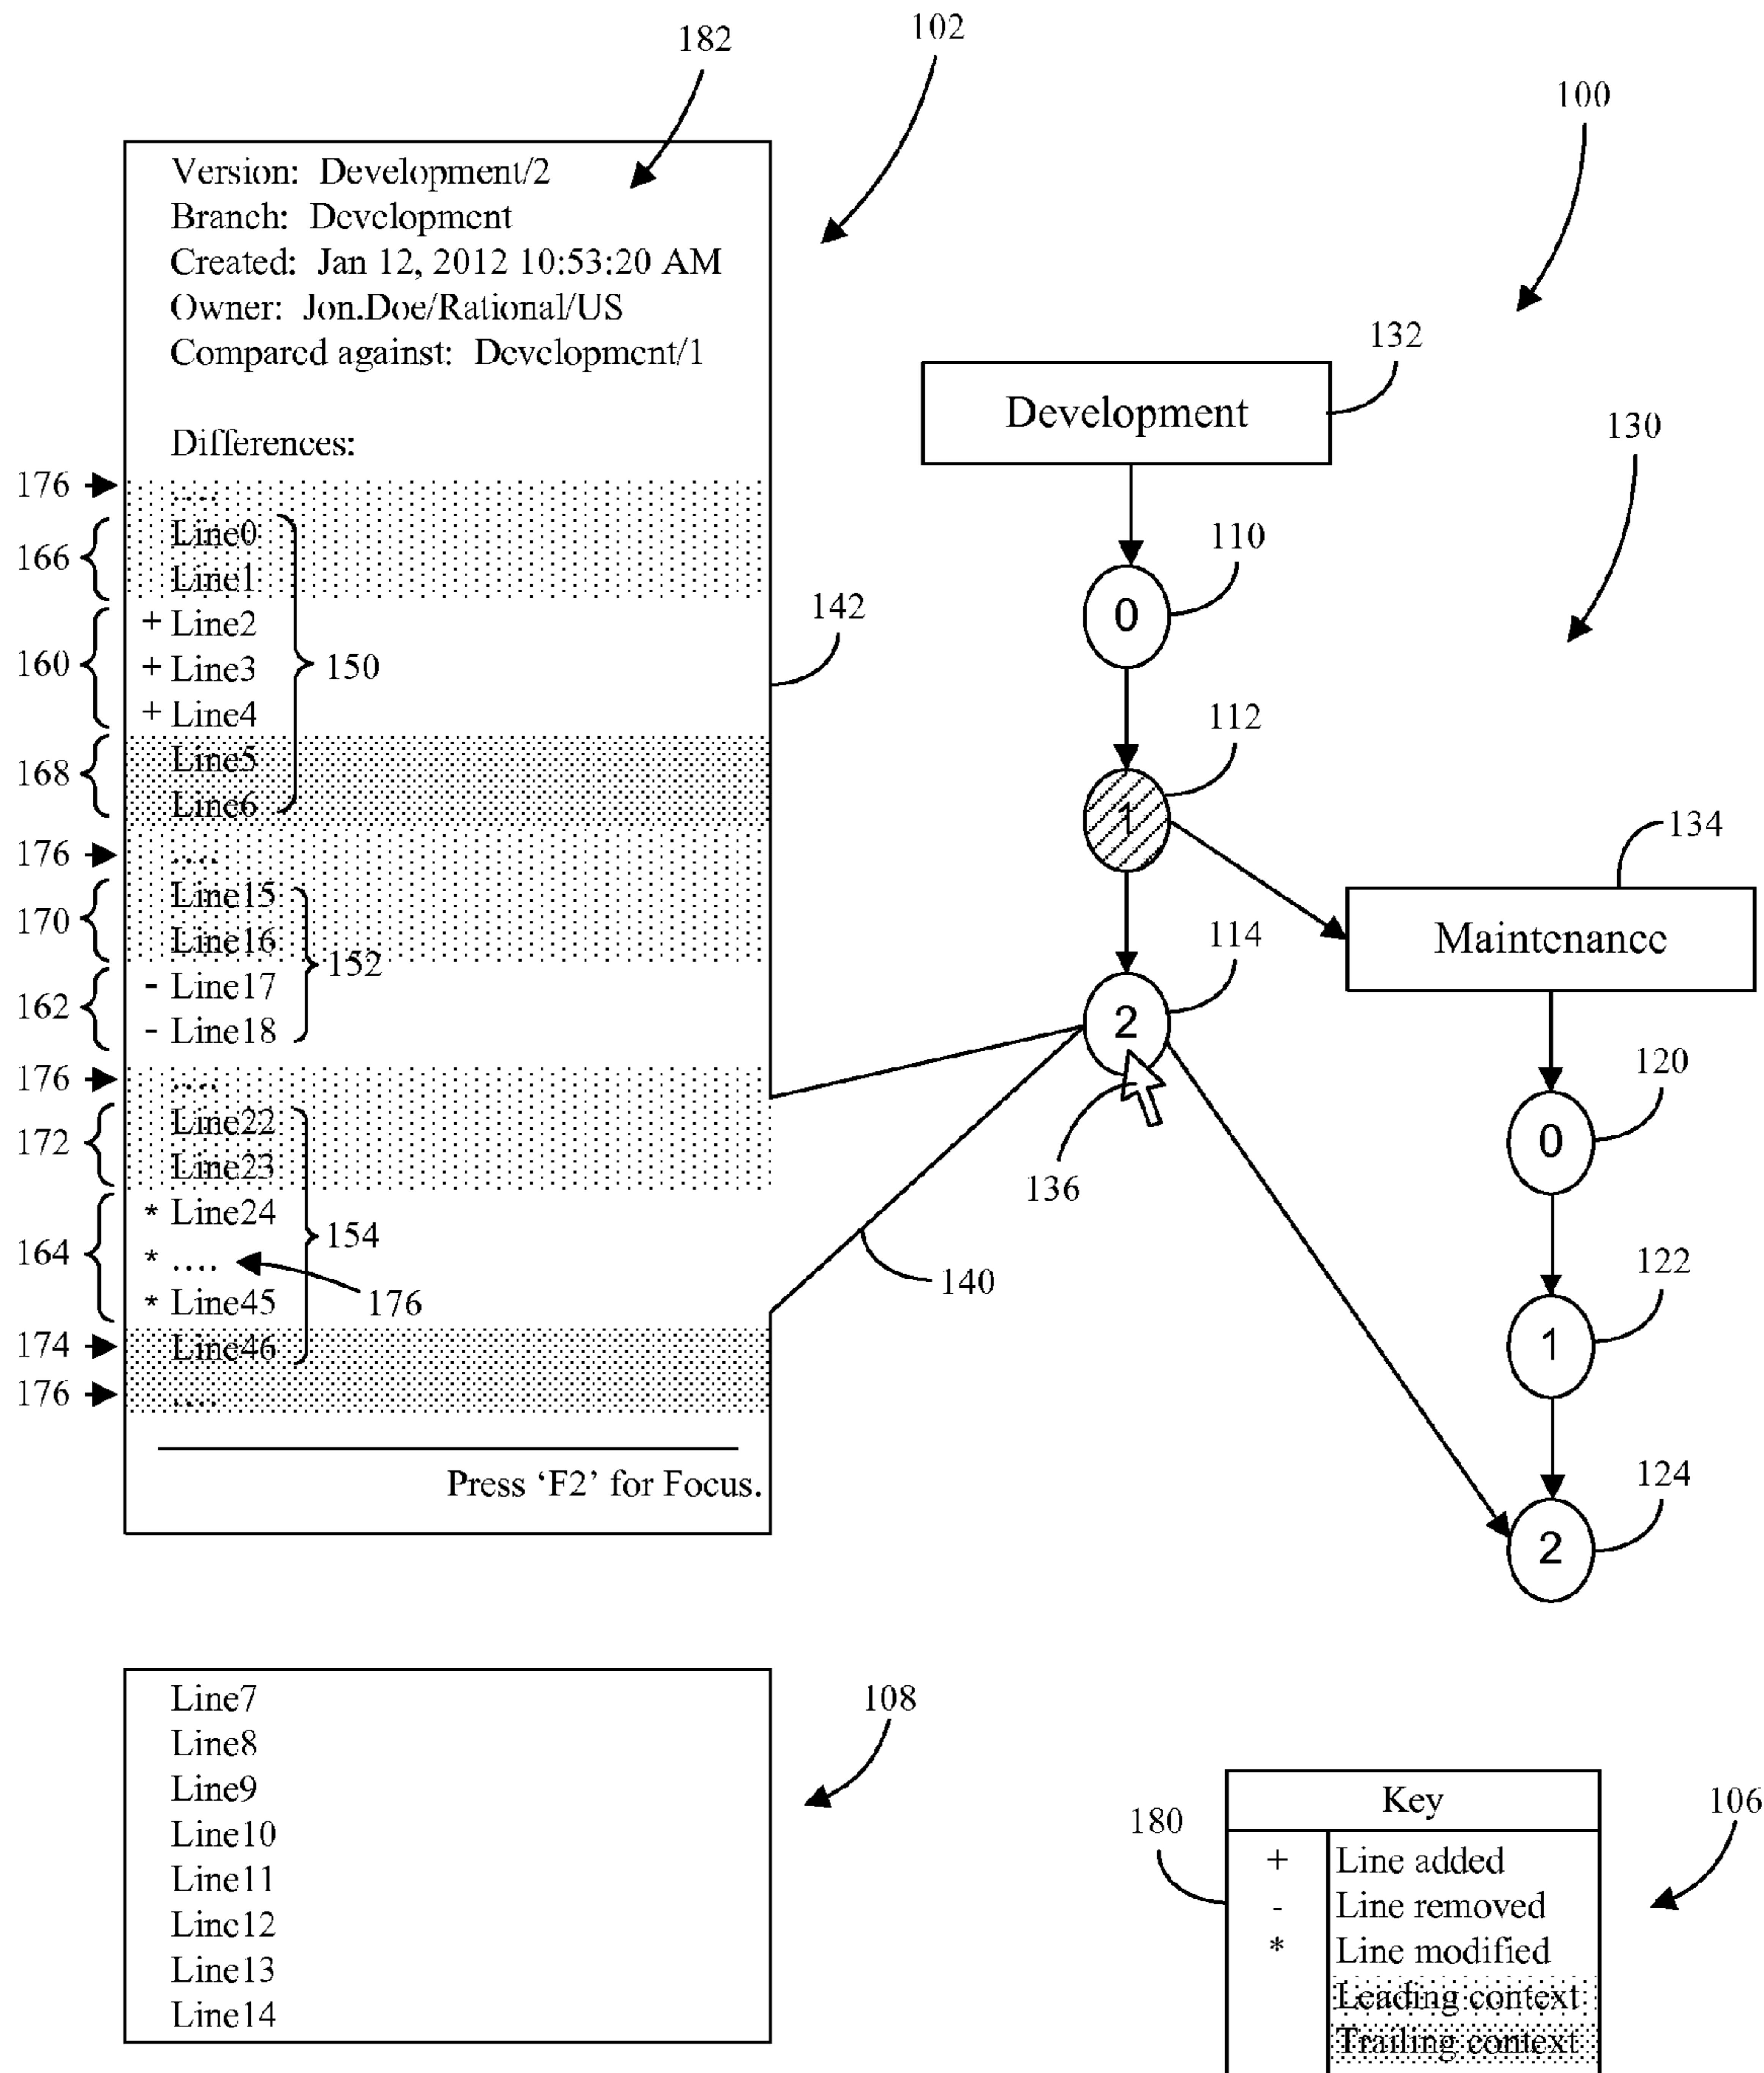 182
102
100
Version: Development/2
Branch: Development
Created: Jan 12, 2012 10:53:20 AM
Owner: Jon.Doe/Rational/US
Compared against: Development/1
Differences:
176
....
166
Line0
Line1
160
+ Line2
+ Line3
+ Line4
150
168
Line5
Line6
176
....
170
Line15
Line16
152
162
- Line17
- Line18
176
....
172
Line22
Line23
164
* Line24
* ....
* Line45
154
176
174
Line46
176
....
Press ‘F2’ for Focus.
142
140
132
Development
130
110
0
112
1
114
2
136
134
Maintenance
120
0
122
1
124
2
Line7
Line8
Line9
Line10
Line11
Line12
Line13
Line14
108
180
106
Key
+ Line added
- Line removed
* Line modified
Leading context
Trailing context